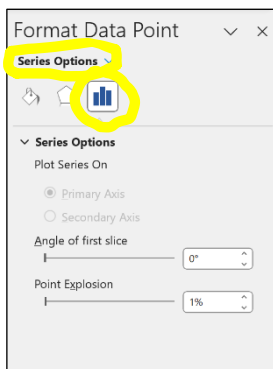 Format Data Point
Series Options
Series Options
Plot Series On
Primary Axis
Secondary Axis
Angle of first slice
0°
Point Explosion
1%